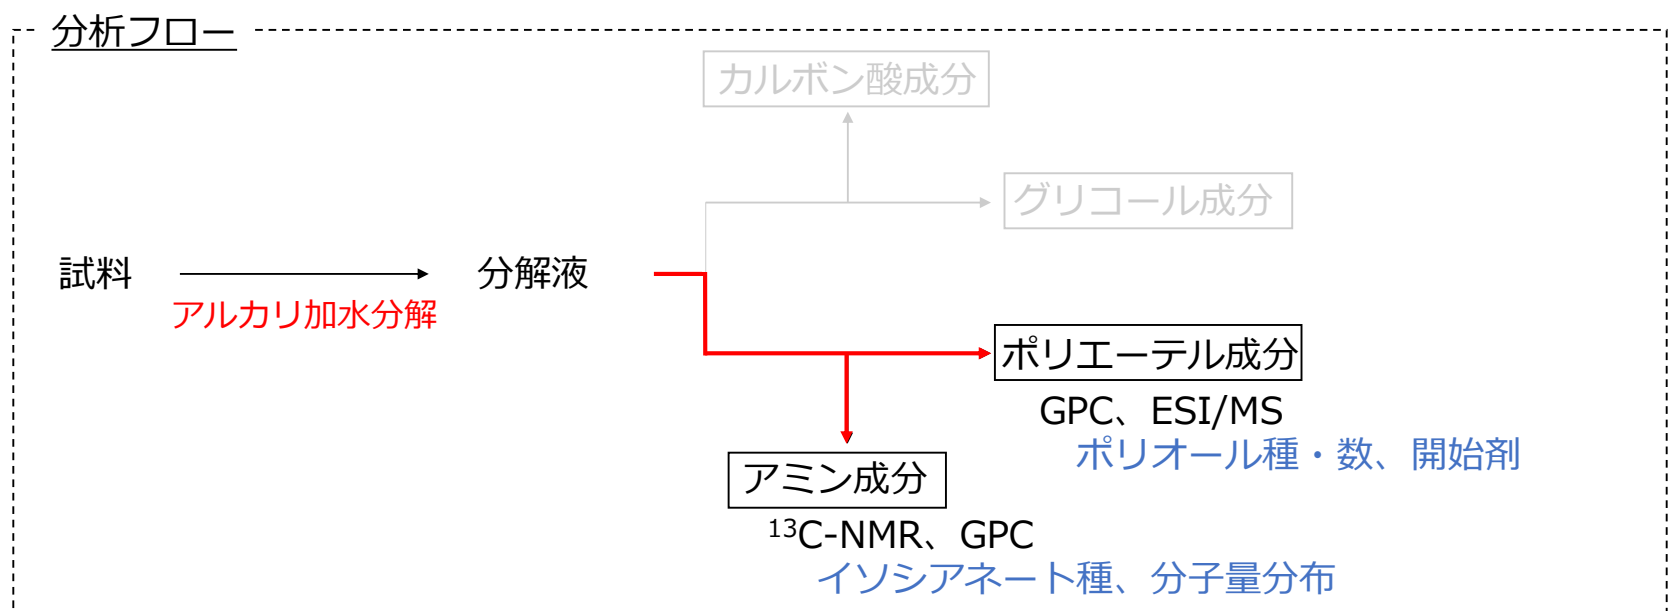 分析フロー
カルボン酸成分
グリコール成分
試料
分解液
アルカリ加水分解
ポリエーテル成分
GPC、ESI/MS
ポリオール種・数、開始剤
アミン成分
¹³C-NMR、GPC
イソシアネート種、分子量分布